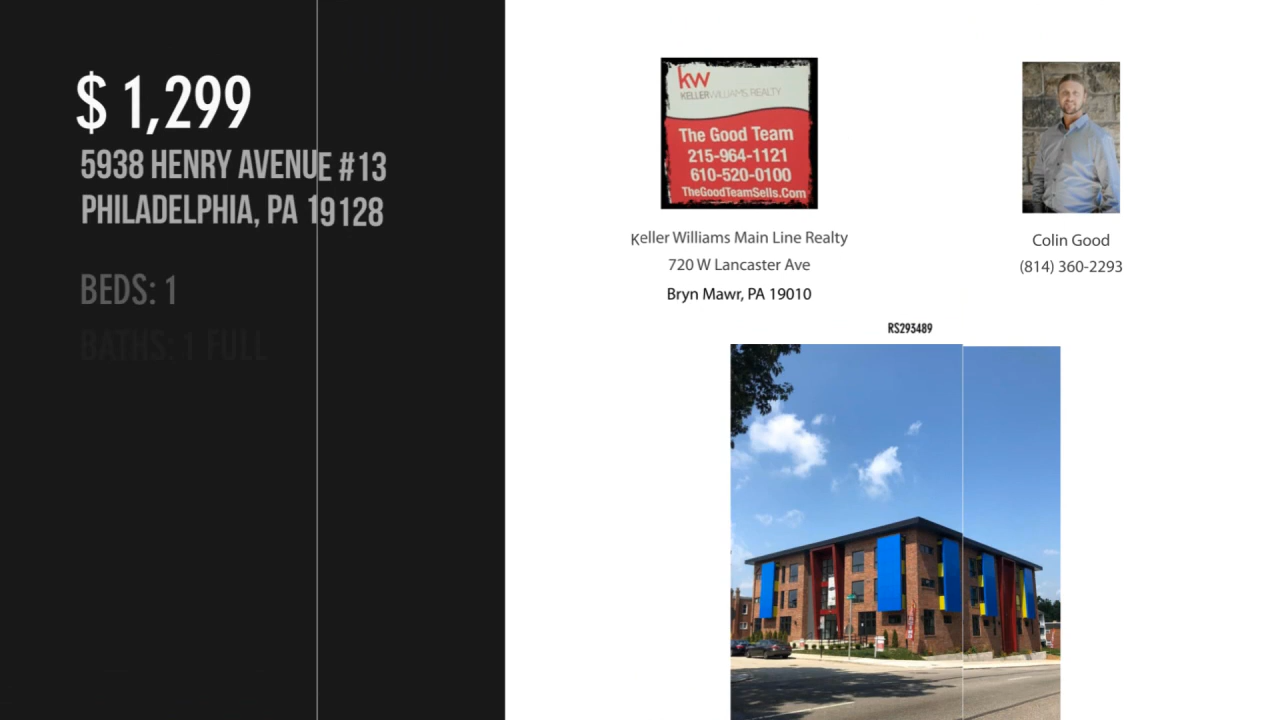 $ 1,299
5938 HENRY AVENUE #13
PHILADELPHIA, PA 19128
BEDS: 1
BATHS: 1 FULL
kw
KELLERWILLIAMS. REALTY
The Good Team
215-964-1121
610-520-0100
TheGoodTeamSells.Com
Keller Williams Main Line Realty
720 W Lancaster Ave
Bryn Mawr, PA 19010
Colin Good
(814) 360-2293
RS293489